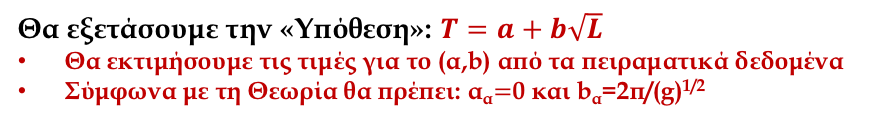 Θα εξετάσουμε την «Υπόθεση»: T = a + b√L
• Θα εκτιμήσουμε τις τιμές για το (α,b) από τα πειραματικά δεδομένα
• Σύμφωνα με τη Θεωρία θα πρέπει: αα=0 και bα=2π/(g)1/2